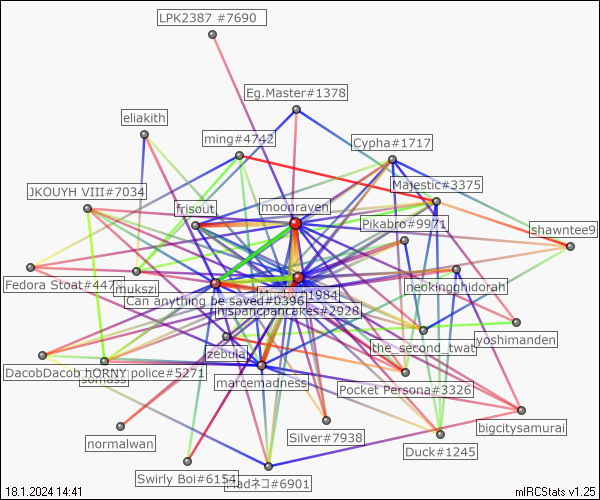 LPK2387 #7690
Eg.Master#1378
eliakith
ming#4742
Cypha#1717
Majestic#3375
JKOUYH VIII#7034
moonraven
frisout
Pikabro#9971
shawntee9
Fedora Stoat#447
mukszi
#1984
neokingghidorah
Can anything be saved#0396
hispanicpancakes#2928
yoshimanden
the_second_twat
zebula
DacobDacob
hORNY police#5271
somass
marcemadness
Pocket Persona#3326
bigcitysamurai
normalwan
Silver#7938
Duck#1245
Swirly Boi#6154
Madネコ#6901
18.1.2024 14:41
mIRCStats v1.25